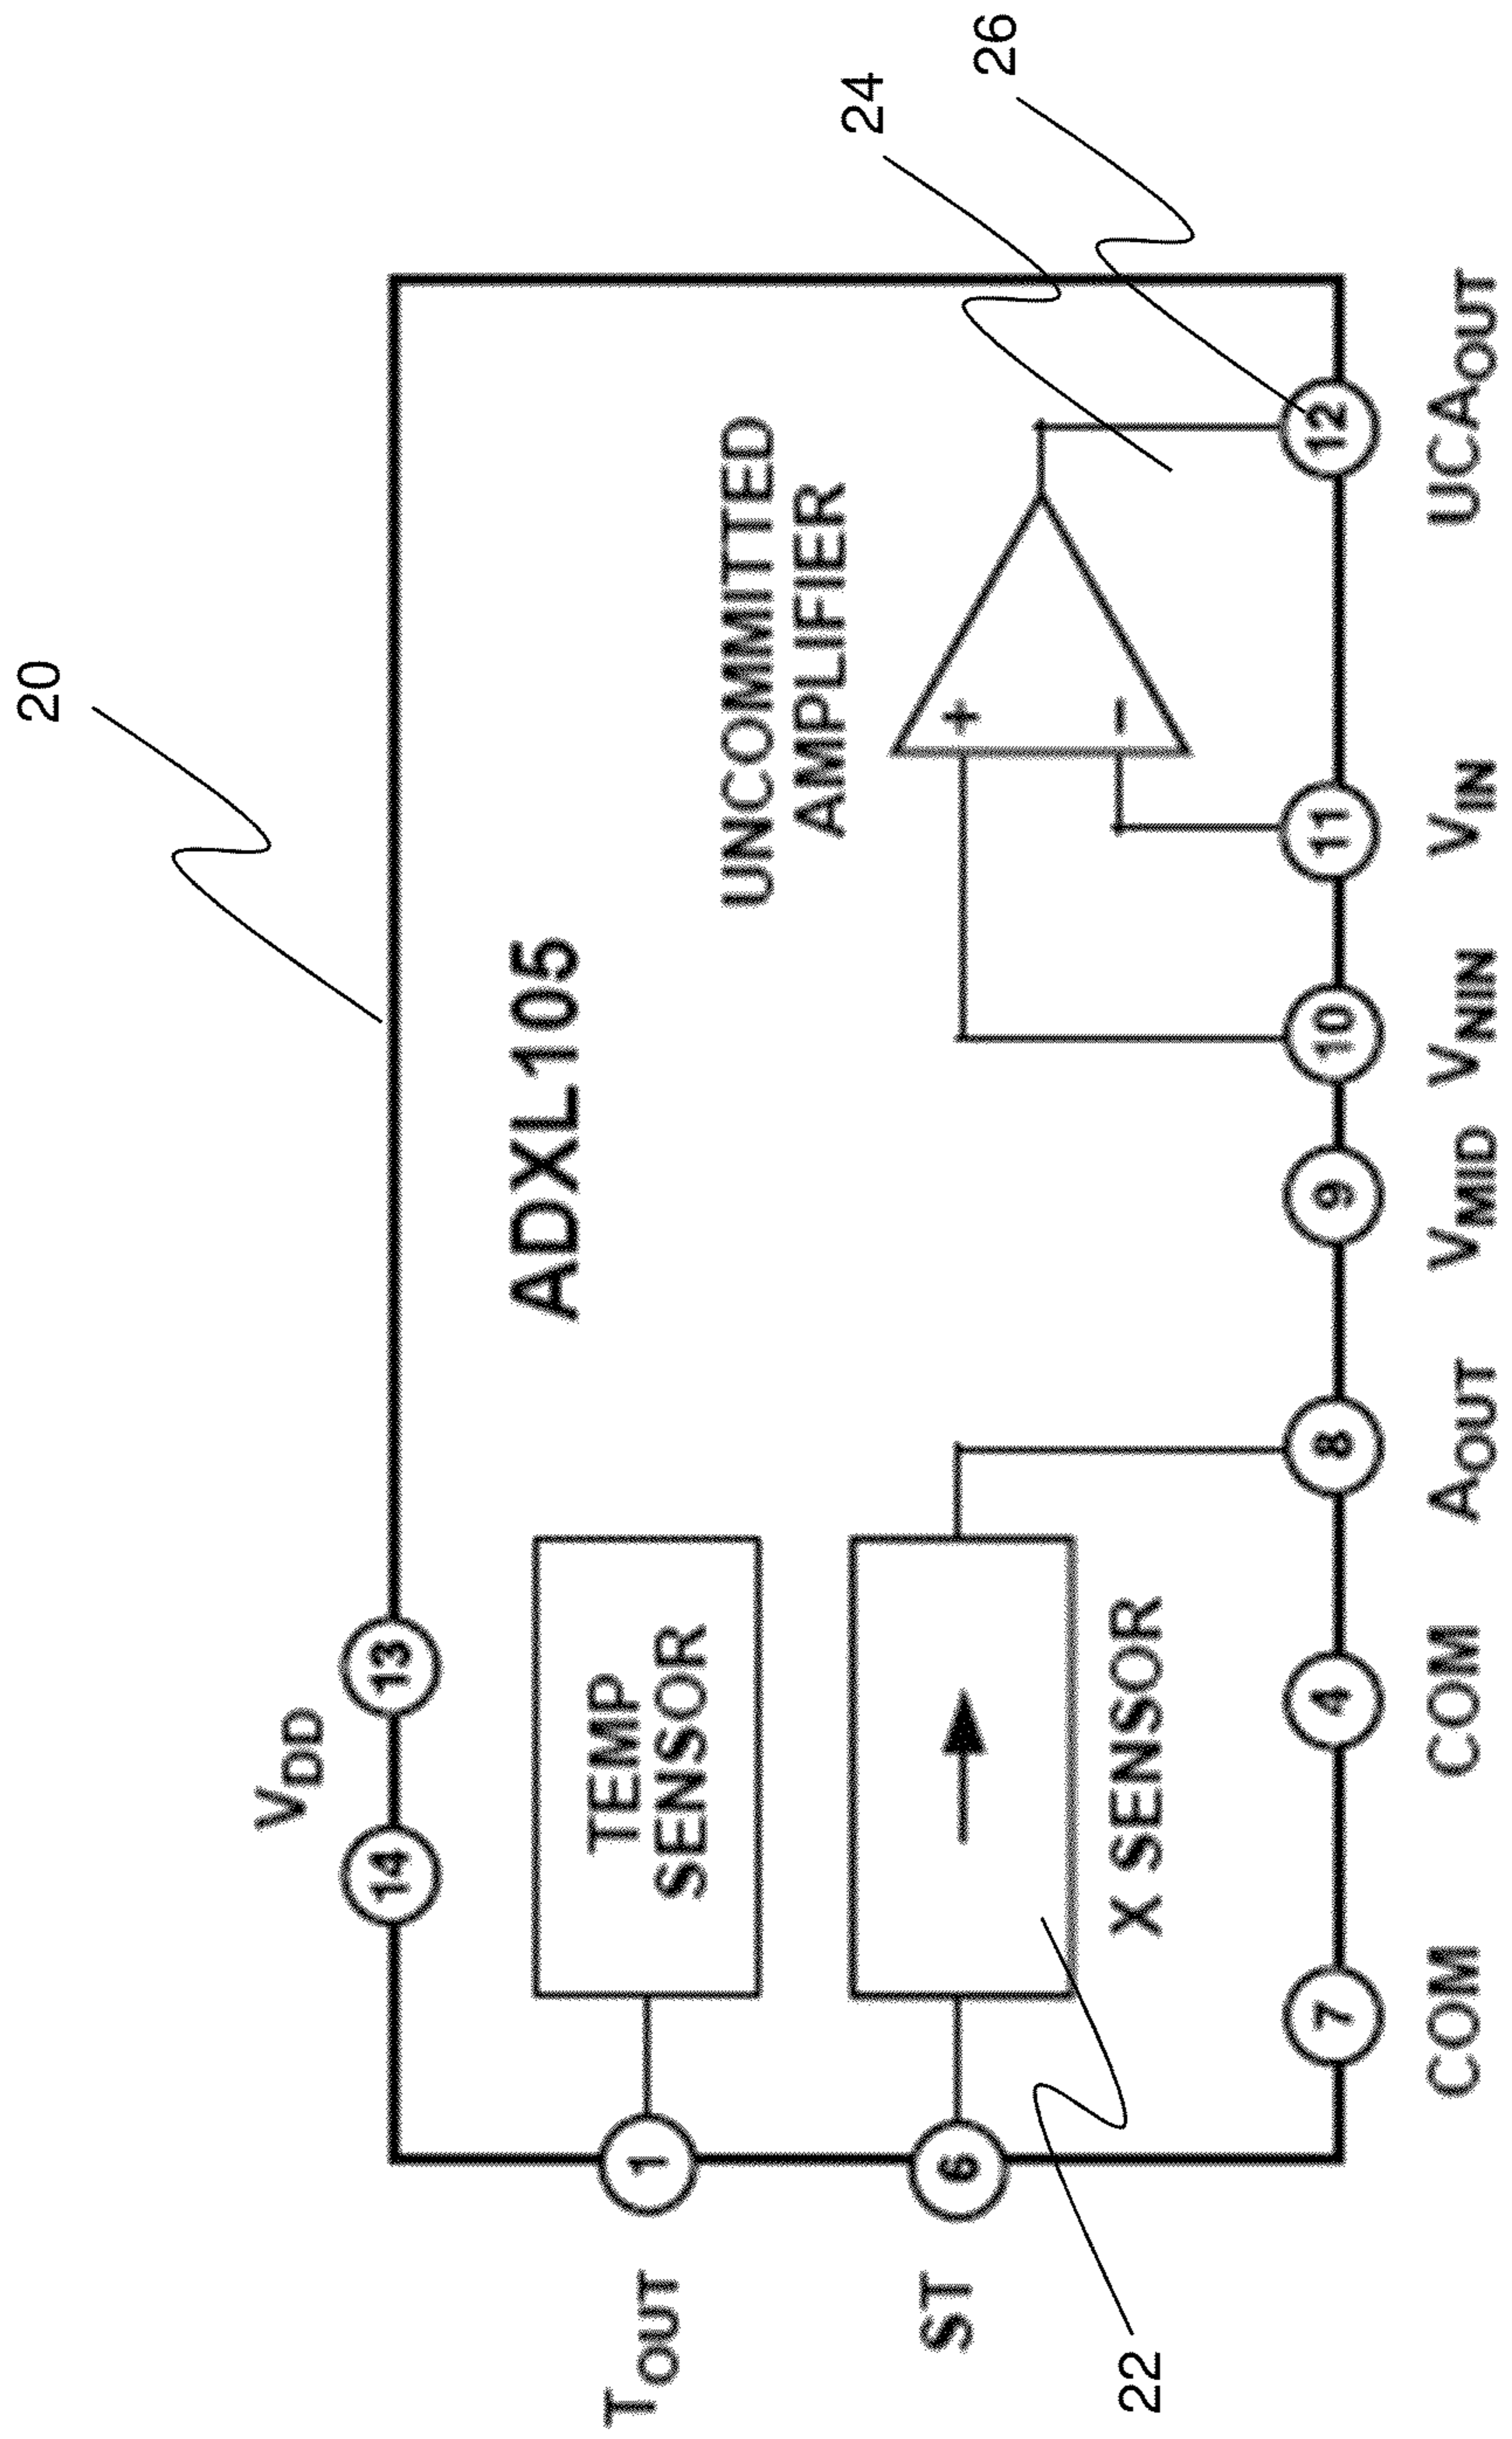 20
24
26
VDD
14
13
ADXL105
UNCOMMITTED
AMPLIFIER
TEMP
SENSOR
TOUT
1
+
−
ST
6
X SENSOR
22
7
4
8
9
10
11
12
COM
COM
AOUT
VMID
VNIN
VIN
UCAOUT